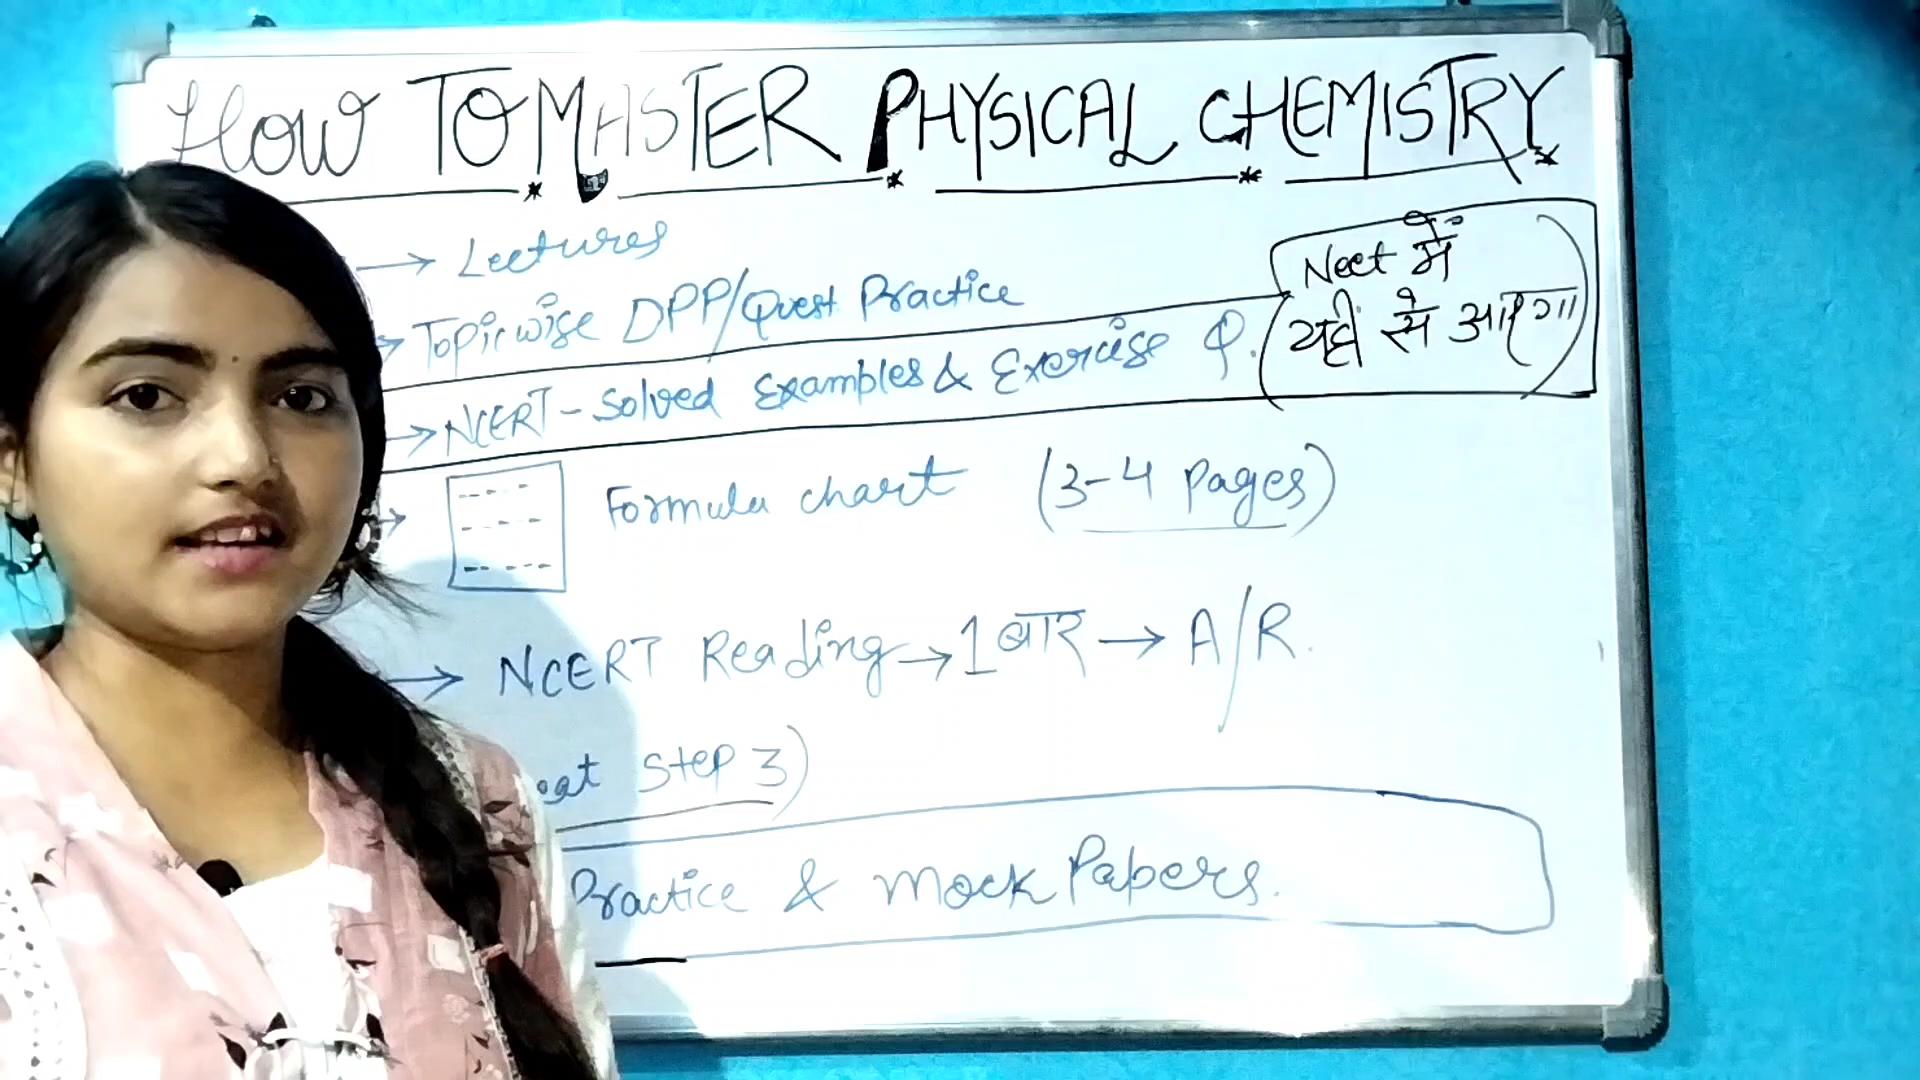 HOW TO MASTER PHYSICAL CHEMISTRY
→ Lectures
→ Topicwise DPP/Quest Practice
→ NCERT - Solved Examples & Exercise Q.
Neet में
यही से आएगा
→ Formula chart (3-4 pages)
→ NCERT Reading → 1 बार → A/R.
eat Step 3)
Practice & Mock Papers.